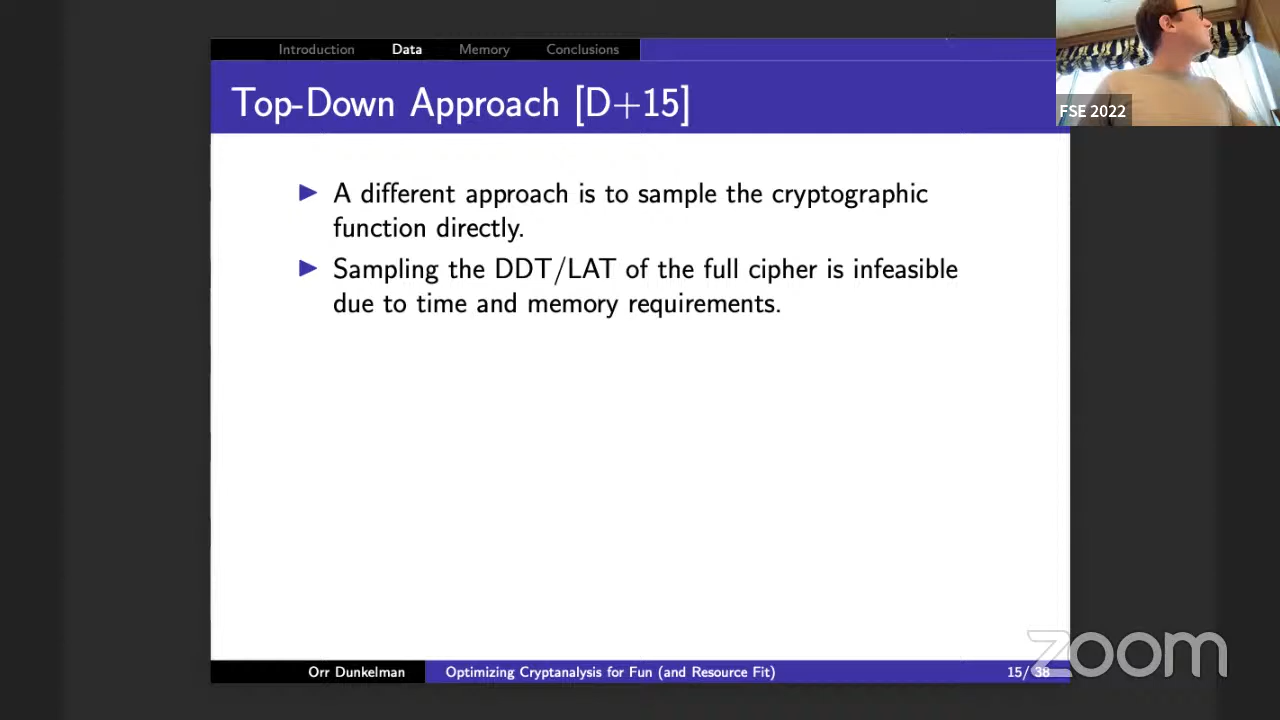 Introduction Data Memory Conclusions
Top-Down Approach [D+15]
FSE 2022
▶ A different approach is to sample the cryptographic
function directly.
▶ Sampling the DDT/LAT of the full cipher is infeasible
due to time and memory requirements.
Orr Dunkelman Optimizing Cryptanalysis for Fun (and Resource Fit) 15/38
zoom